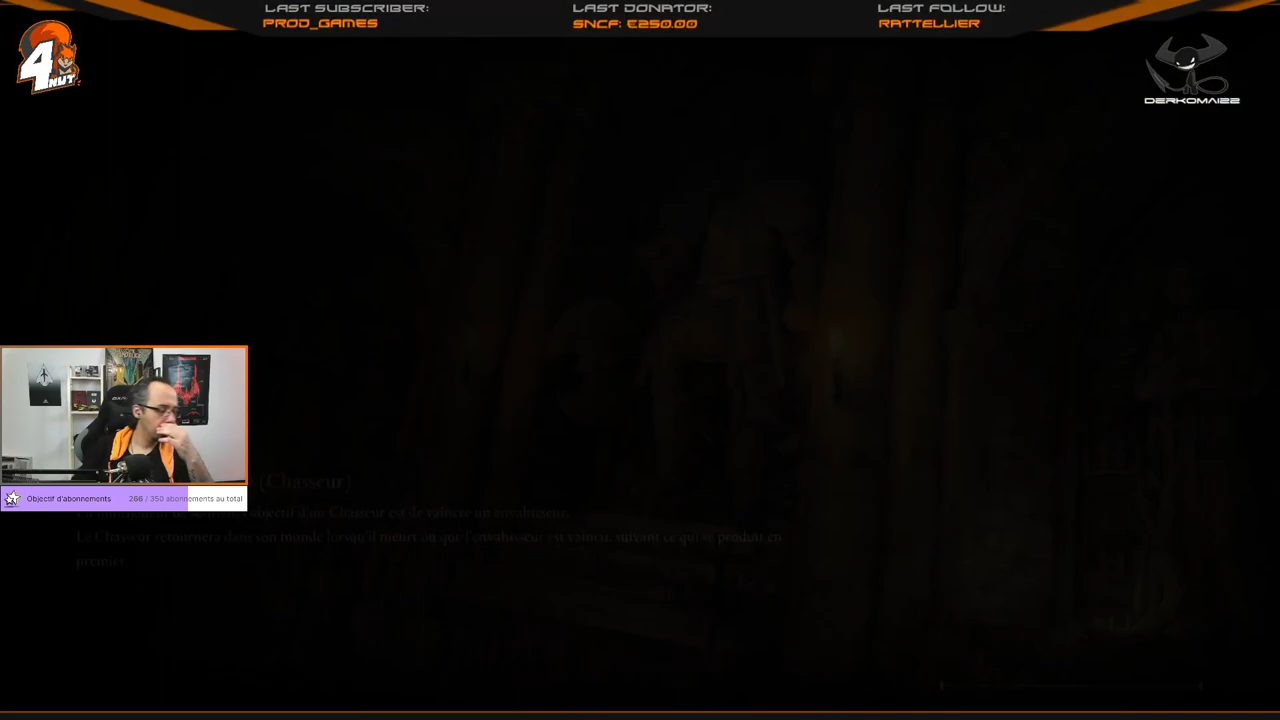 LAST SUBSCRIBER:
PROD_GAMES
LAST DONATOR:
SNCF: €250.00
LAST FOLLOW:
RATTELLIER
4
NUT
DERKOMAI22
(Chasseur)
Objectif d'abonnements 266 / 350 abonnements au total
objectif d'un Chasseur est de vaincre un envahisseur.
Le Chasseur retournera dans son monde lorsqu'il meurt ou que l'envahisseur est vaincu, suivant ce qui se produit en
premier.